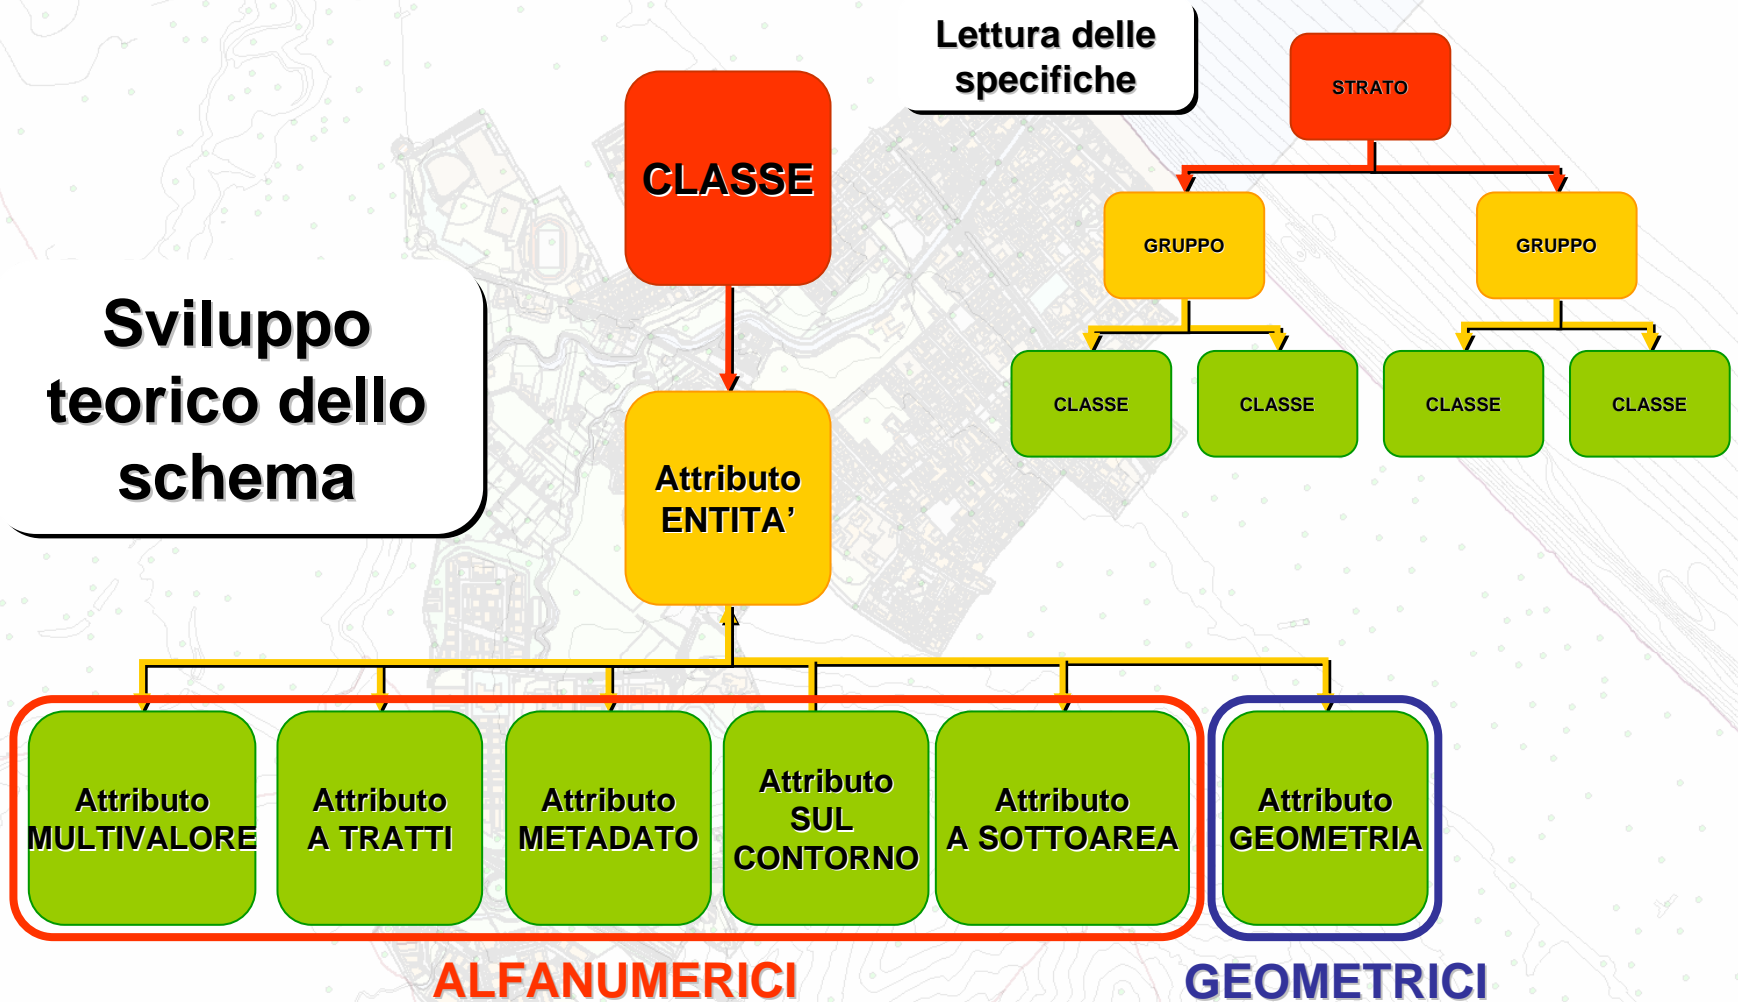 Lettura delle
specifiche
STRATO
GRUPPO
GRUPPO
CLASSE
CLASSE
CLASSE
CLASSE
CLASSE
Sviluppo
teorico dello
schema
Attributo
ENTITA’
Attributo
MULTIVALORE
Attributo
A TRATTI
Attributo
METADATO
Attributo
SUL
CONTORNO
Attributo
A SOTTOAREA
Attributo
GEOMETRIA
ALFANUMERICI
GEOMETRICI